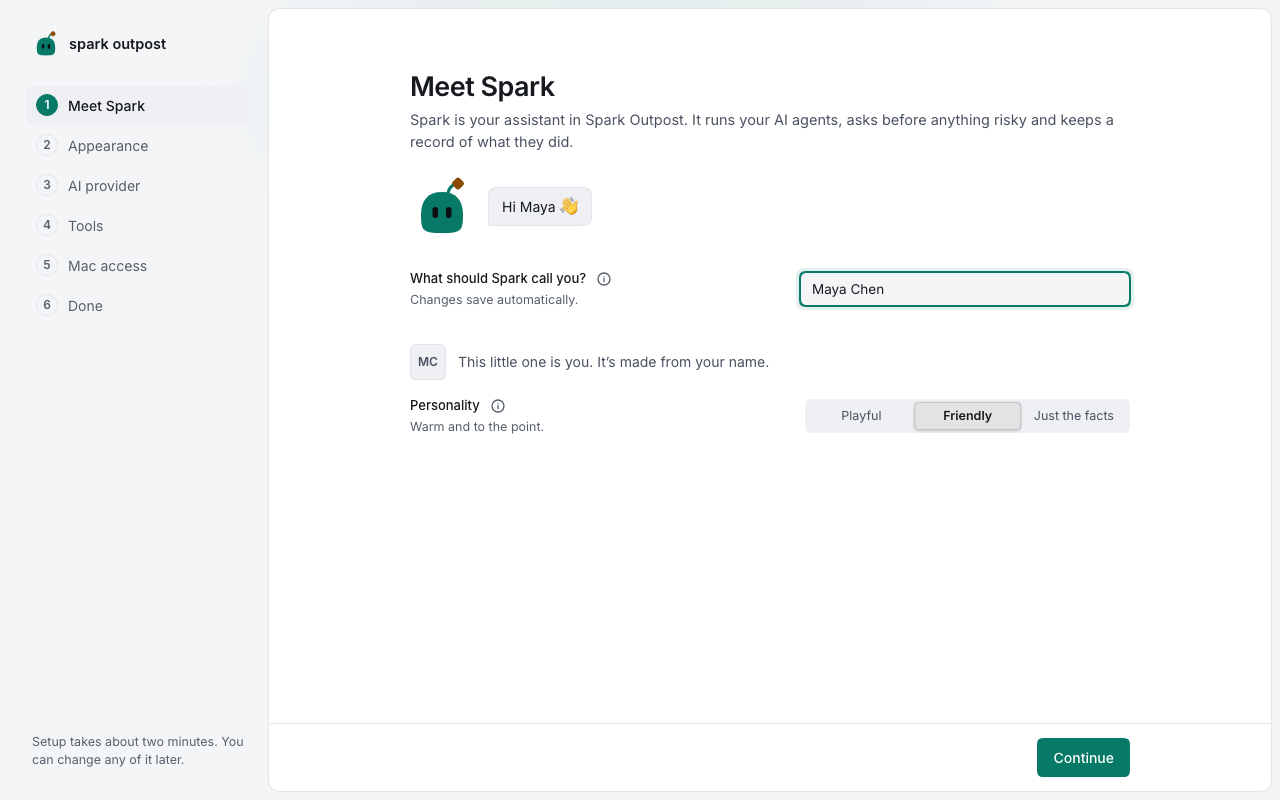 spark outpost
1 Meet Spark
2 Appearance
3 AI provider
4 Tools
5 Mac access
6 Done
Setup takes about two minutes. You
can change any of it later.
Meet Spark
Spark is your assistant in Spark Outpost. It runs your AI agents, asks before anything risky and keeps a
record of what they did.
Hi Maya 👋
What should Spark call you?
Changes save automatically.
Maya Chen
MC This little one is you. It’s made from your name.
Personality
Warm and to the point.
Playful Friendly Just the facts
Continue